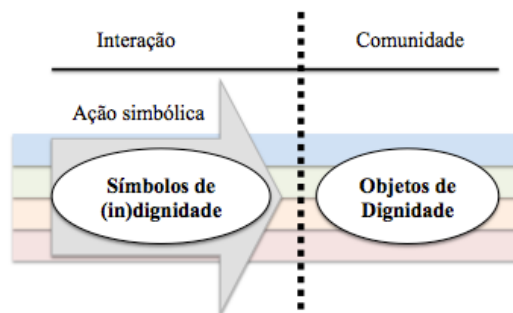 Interação
Comunidade
Ação simbólica
Símbolos de
(in)dignidade
Objetos de
Dignidade